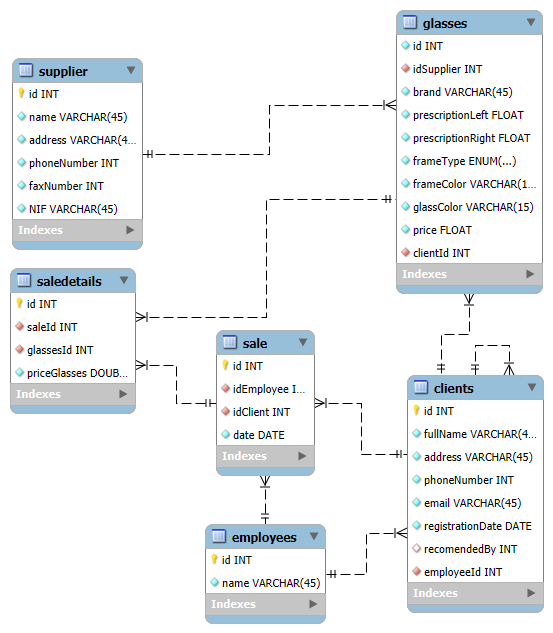 glasses
id INT
idSupplier INT
brand VARCHAR(45)
prescriptionLeft FLOAT
prescriptionRight FLOAT
frameType ENUM(...)
frameColor VARCHAR(1...
glassColor VARCHAR(15)
price FLOAT
clientId INT
Indexes
supplier
id INT
name VARCHAR(45)
address VARCHAR(4...
phoneNumber INT
faxNumber INT
NIF VARCHAR(45)
Indexes
saledetails
id INT
saleId INT
glassesId INT
priceGlasses DOUB...
Indexes
sale
id INT
idEmployee I...
idClient INT
date DATE
Indexes
clients
id INT
fullName VARCHAR(4...
address VARCHAR(45)
phoneNumber INT
email VARCHAR(45)
registrationDate DATE
recomendedBy INT
employeeId INT
Indexes
employees
id INT
name VARCHAR(45)
Indexes